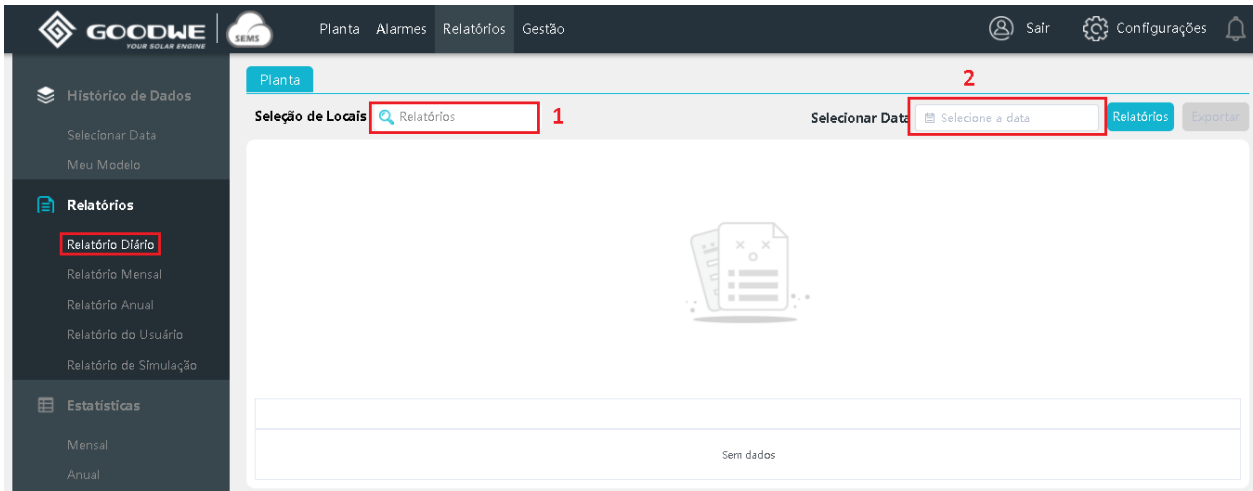 GOODWE
YOUR SOLAR ENGINE
SEMS
Planta Alarmes Relatórios Gestão
Sair
Configurações
Histórico de Dados
Selecionar Data
Meu Modelo
Relatórios
Relatório Diário
Relatório Mensal
Relatório Anual
Relatório do Usuário
Relatório de Simulação
Estatísticas
Mensal
Anual
Planta
Seleção de Locais
Relatórios
1
2
Selecionar Data
Selecione a data
Relatórios
Exportar
Sem dados